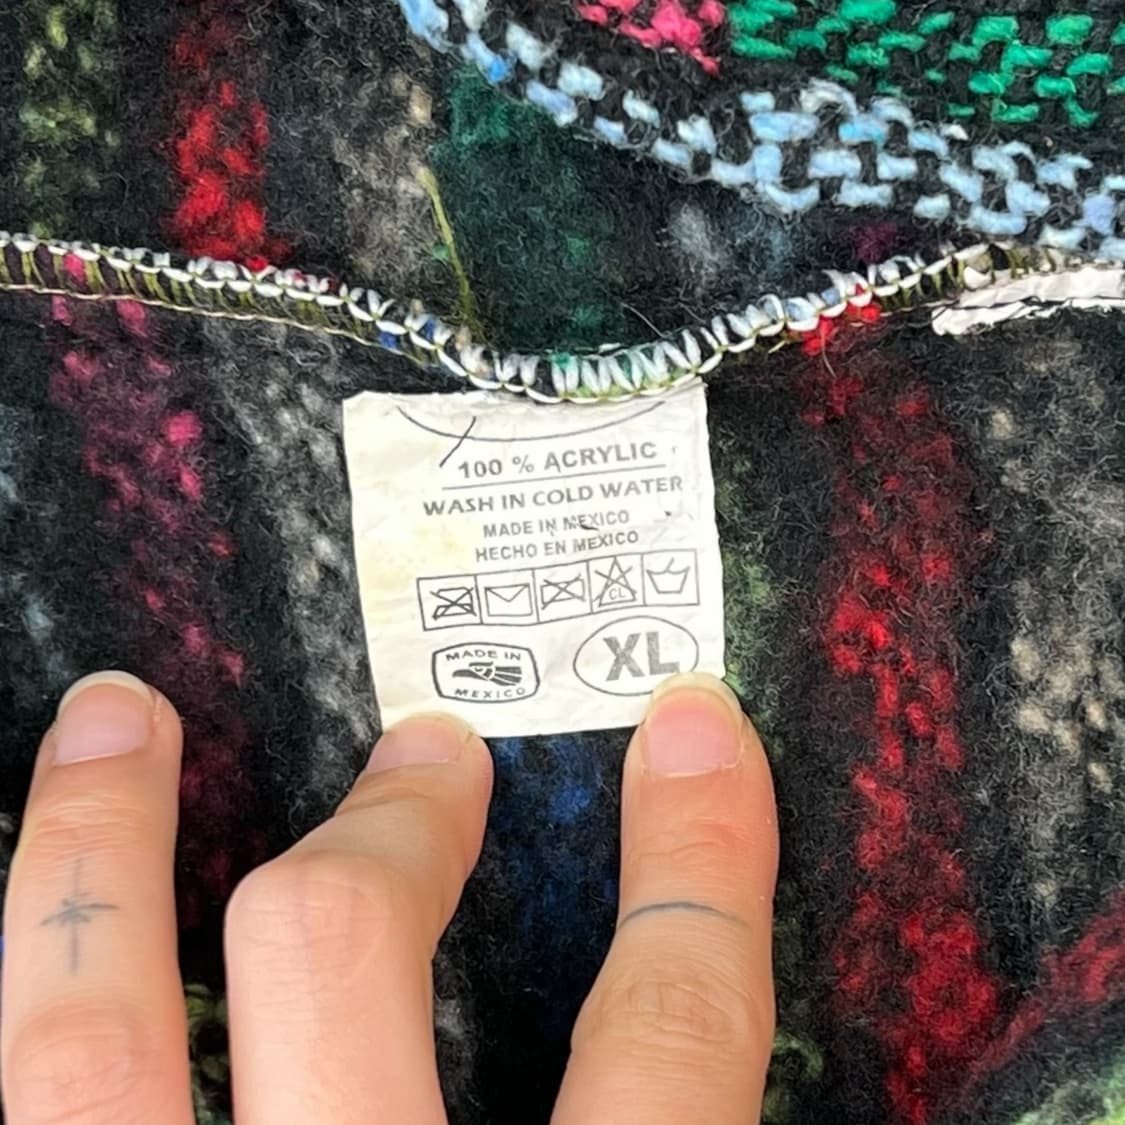 100 % ACRYLIC
WASH IN COLD WATER
MADE IN MEXICO
HECHO EN MEXICO
CL
MADE IN
MEXICO
XL